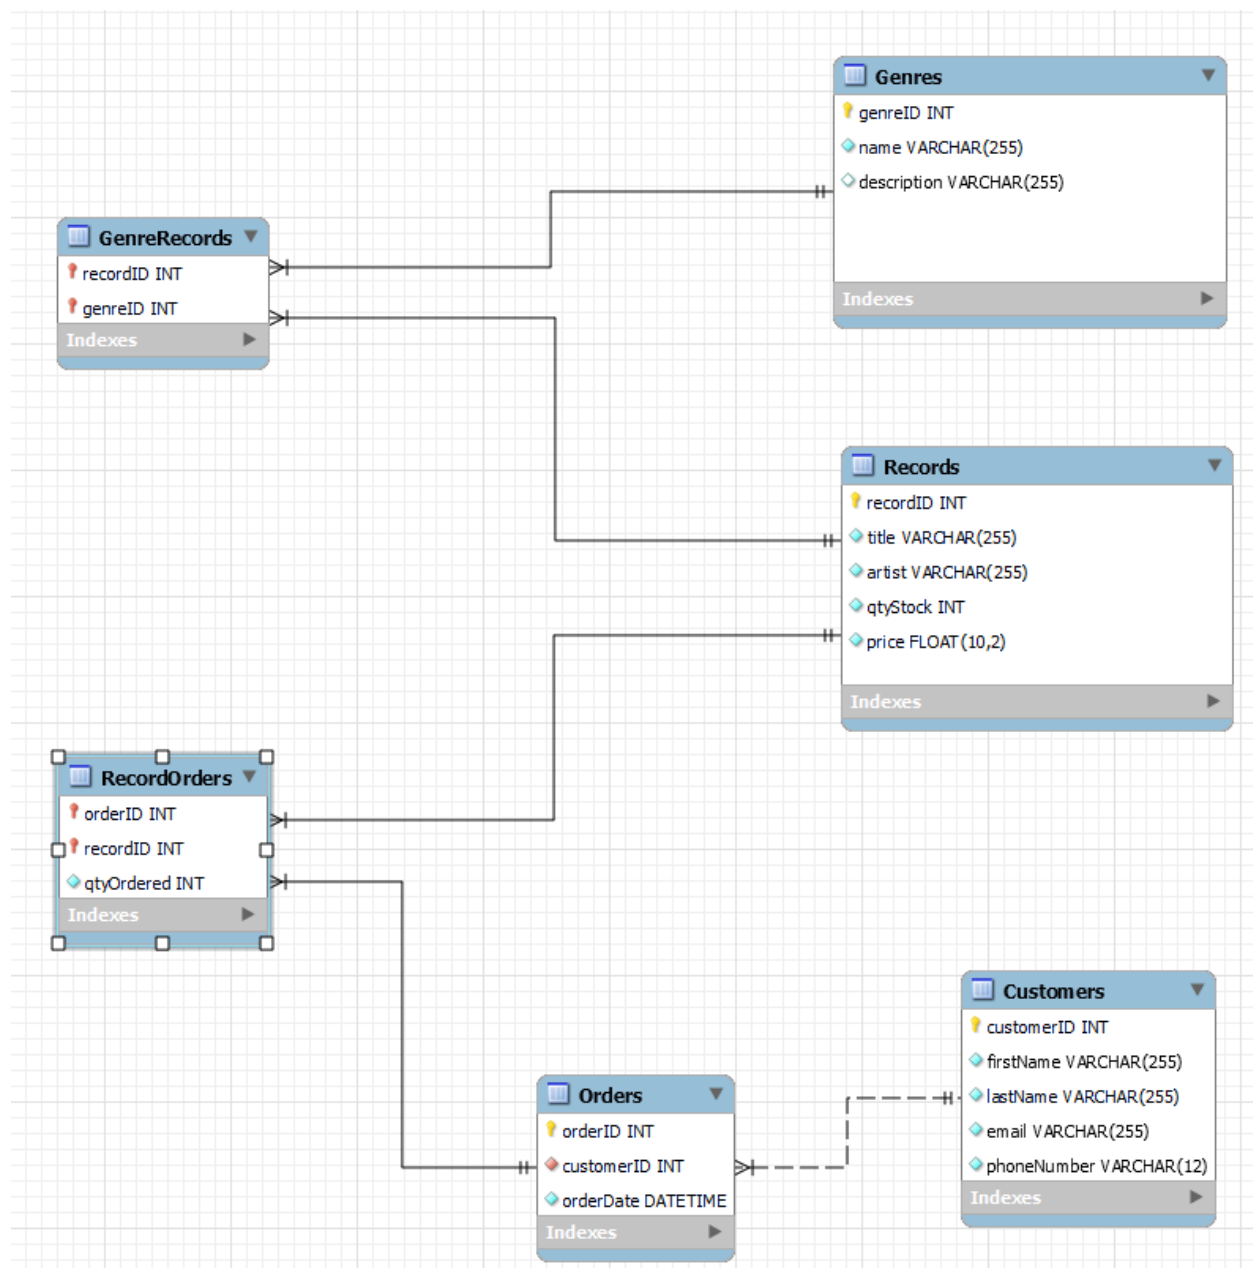 Genres
genreID INT
name VARCHAR(255)
description VARCHAR(255)
Indexes
GenreRecords
recordID INT
genreID INT
Indexes
Records
recordID INT
title VARCHAR(255)
artist VARCHAR(255)
qtyStock INT
price FLOAT(10,2)
Indexes
RecordOrders
orderID INT
recordID INT
qtyOrdered INT
Indexes
Customers
customerID INT
firstName VARCHAR(255)
lastName VARCHAR(255)
email VARCHAR(255)
phoneNumber VARCHAR(12)
Indexes
Orders
orderID INT
customerID INT
orderDate DATETIME
Indexes